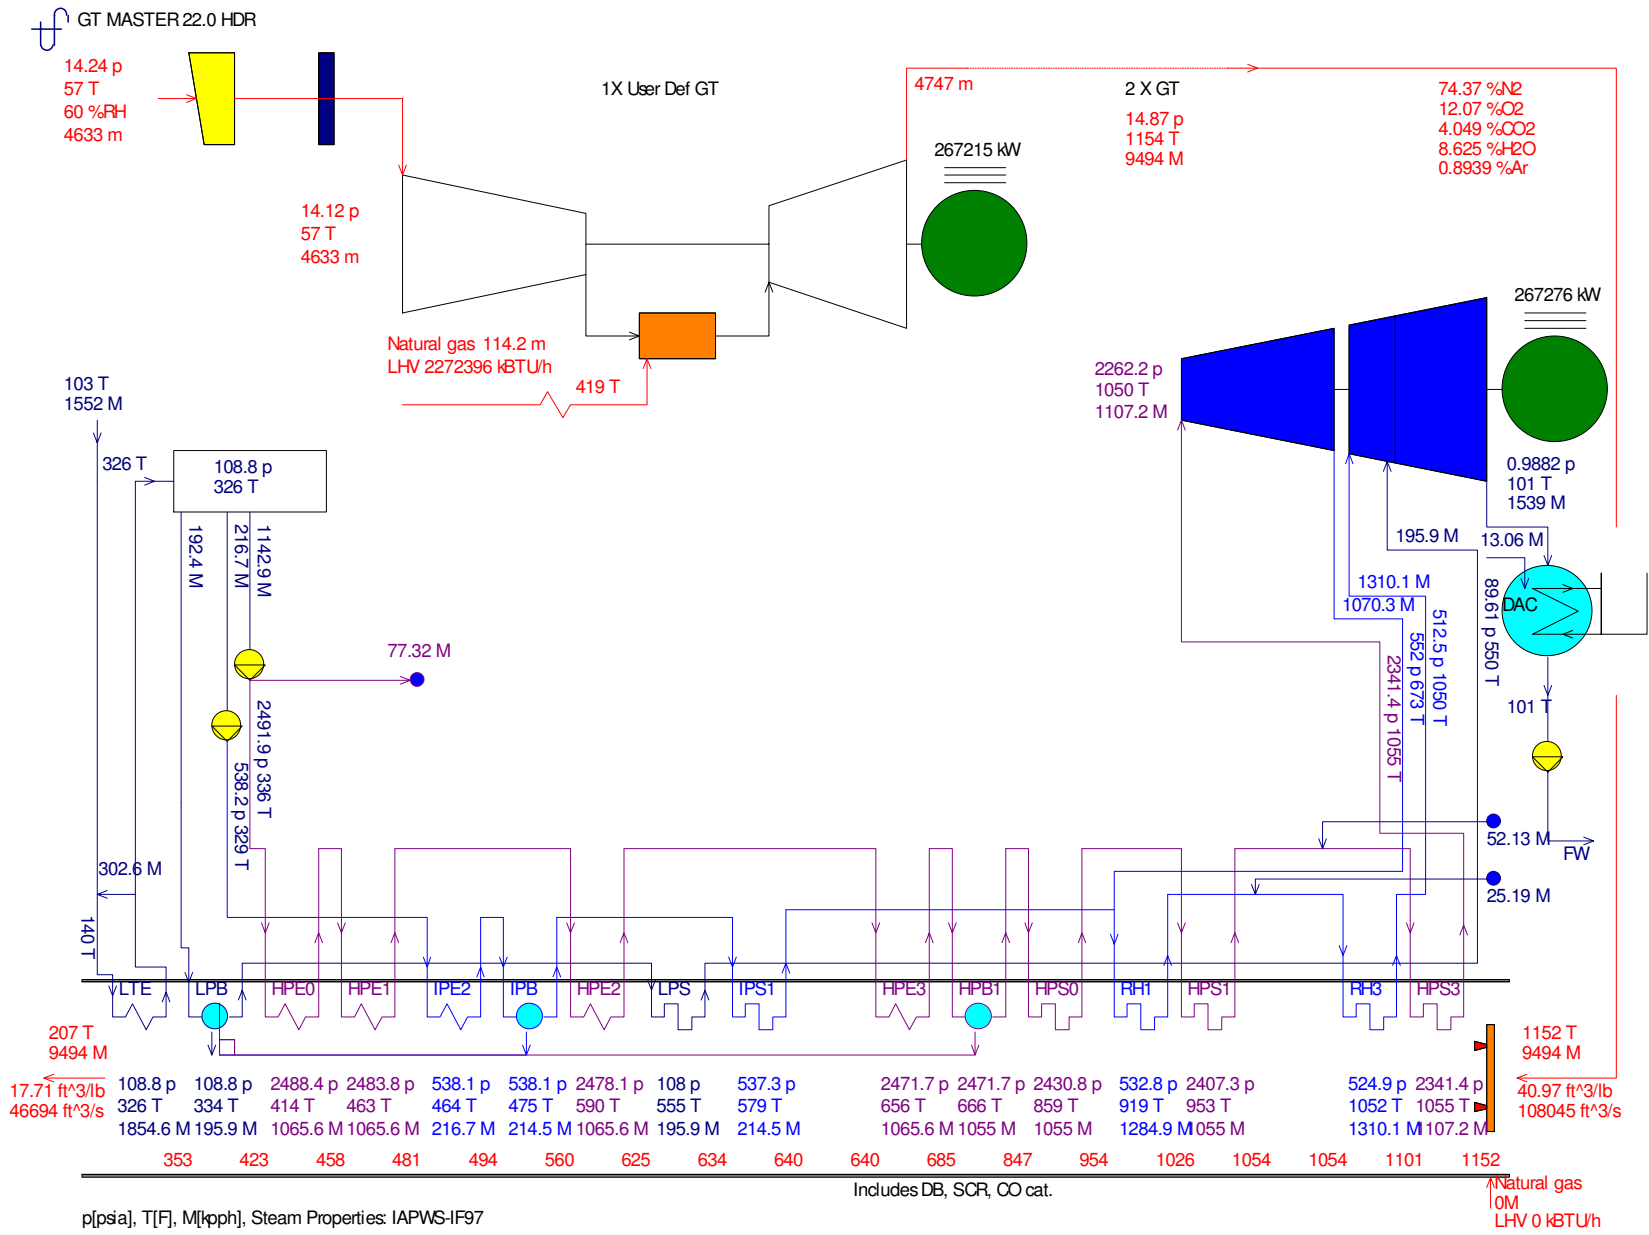 GT MASTER 22.0 HDR
14.24 p
57 T
60 %RH
4633 m
1X User Def GT
4747 m
2 X GT
14.87 p
1154 T
9494 M
74.37 %N2
12.07 %O2
4.049 %CO2
8.625 %H2O
0.8939 %Ar
267215 kW
14.12 p
57 T
4633 m
267276 kW
Natural gas 114.2 m
LHV 2272396 kBTU/h
419 T
2262.2 p
1050 T
1107.2 M
103 T
1552 M
326 T
108.8 p
326 T
0.9882 p
101 T
1539 M
192.4 M
216.7 M
1142.9 M
195.9 M
13.06 M
1310.1 M
1070.3 M
DAC
89.61 p 550 T
512.5 p 1050 T
552 p 673 T
2341.4 p 1055 T
77.32 M
101 T
2491.9 p 336 T
538.2 p 329 T
52.13 M
FW
302.6 M
25.19 M
140 T
LTE LPB HPE0 HPE1 IPE2 IPB HPE2 LPS IPS1 HPE3 HPB1 HPS0 RH1 HPS1 RH3 HPS3
207 T
9494 M
1152 T
9494 M
17.71 ft^3/lb
46694 ft^3/s
40.97 ft^3/lb
108045 ft^3/s
108.8 p 108.8 p 2488.4 p 2483.8 p 538.1 p 538.1 p 2478.1 p 108 p 537.3 p 2471.7 p 2471.7 p 2430.8 p 532.8 p 2407.3 p 524.9 p 2341.4 p
326 T 334 T 414 T 463 T 464 T 475 T 590 T 555 T 579 T 656 T 666 T 859 T 919 T 953 T 1052 T 1055 T
1854.6 M 195.9 M 1065.6 M 1065.6 M 216.7 M 214.5 M 1065.6 M 195.9 M 214.5 M 1065.6 M 1055 M 1055 M 1284.9 M 1055 M 1310.1 M 1107.2 M
353 423 458 481 494 560 625 634 640 640 685 847 954 1026 1054 1054 1101 1152
Includes DB, SCR, CO cat.
Natural gas
0M
LHV 0 kBTU/h
p[psia], T[F], M[kpph], Steam Properties: IAPWS-IF97